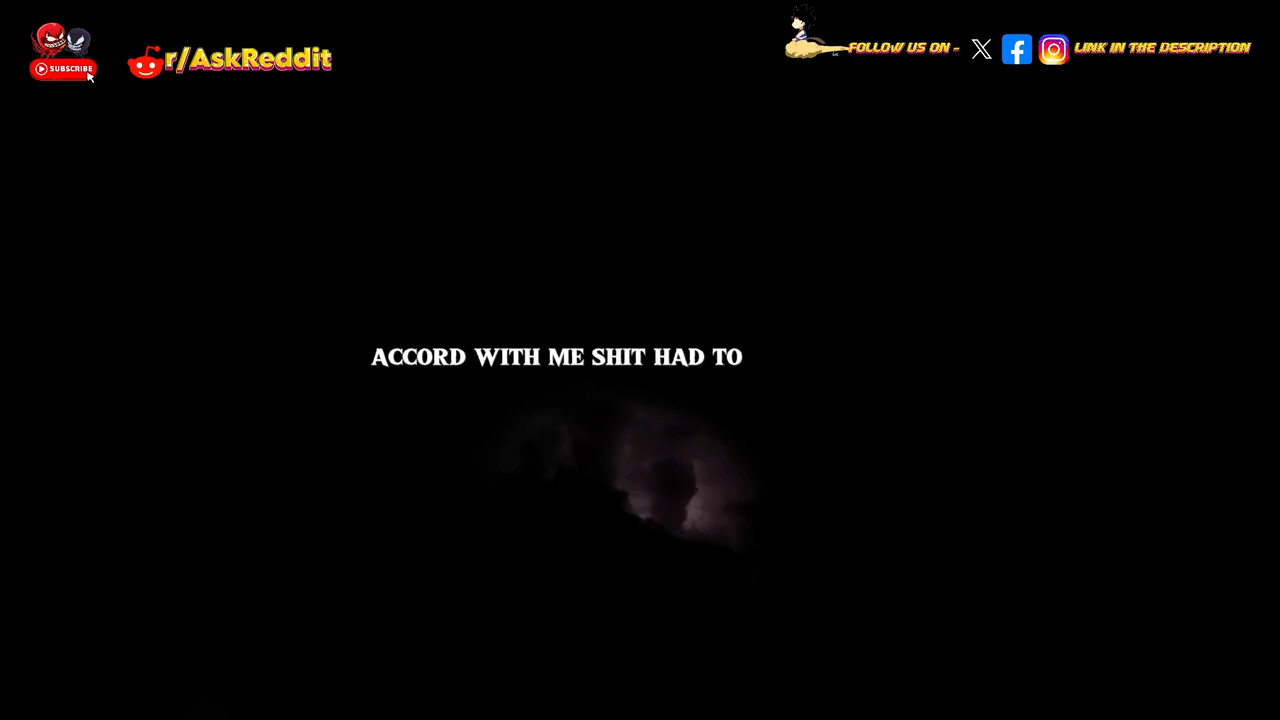 SUBSCRIBE
r/AskReddit
FOLLOW US ON -
LINK IN THE DESCRIPTION
ACCORD WITH ME SHIT HAD TO